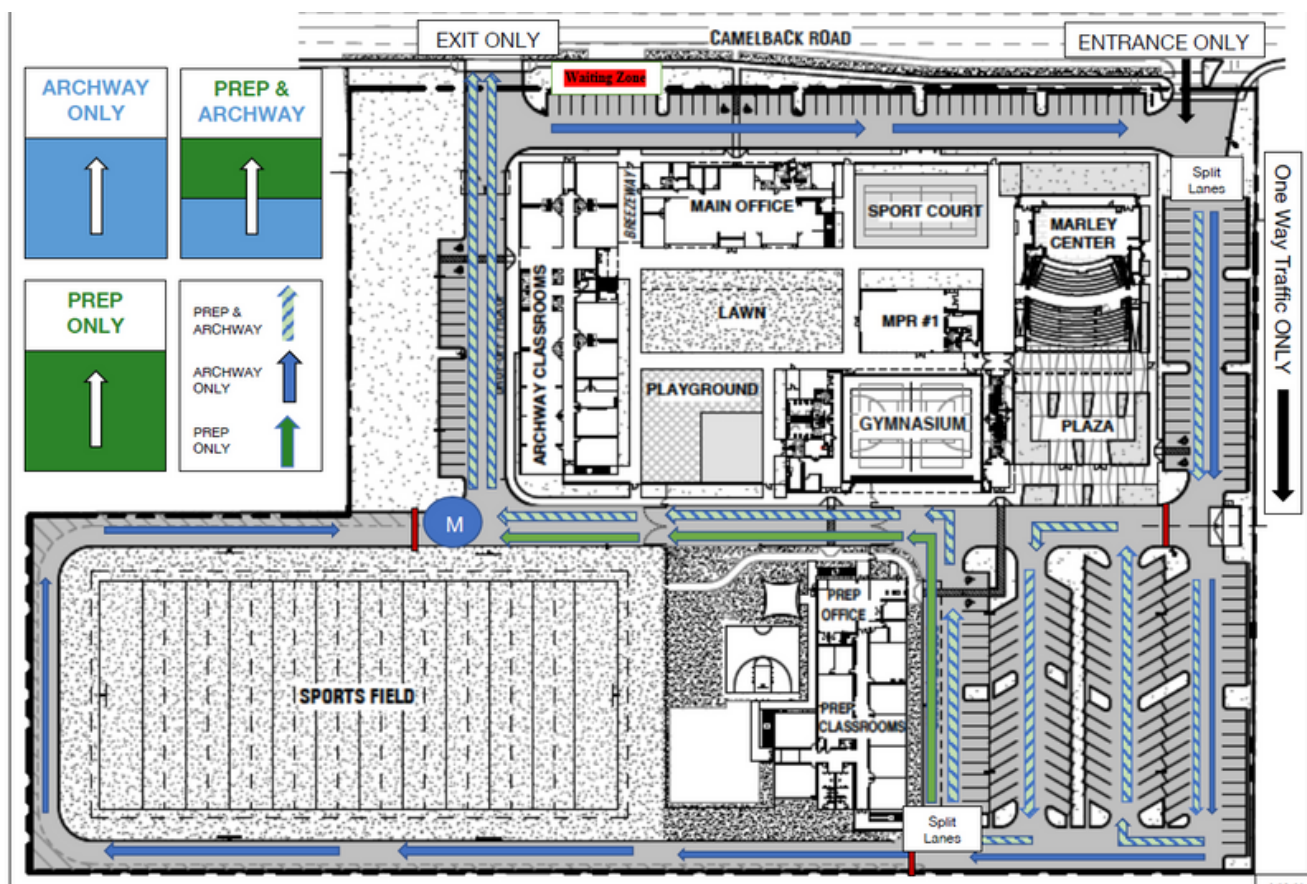 EXIT ONLY
CAMELBACK ROAD
ENTRANCE ONLY
Waiting Zone
ARCHWAY
ONLY
PREP &
ARCHWAY
PREP
ONLY
PREP &
ARCHWAY
ARCHWAY
ONLY
PREP
ONLY
Split
Lanes
One Way Traffic ONLY
BREEZEWAY
MAIN OFFICE
SPORT COURT
MARLEY
CENTER
ARCHWAY CLASSROOMS
LAWN
MPR #1
PLAYGROUND
GYMNASIUM
PLAZA
M
PREP
OFFICE
SPORTS FIELD
PREP
CLASSROOMS
Split
Lanes